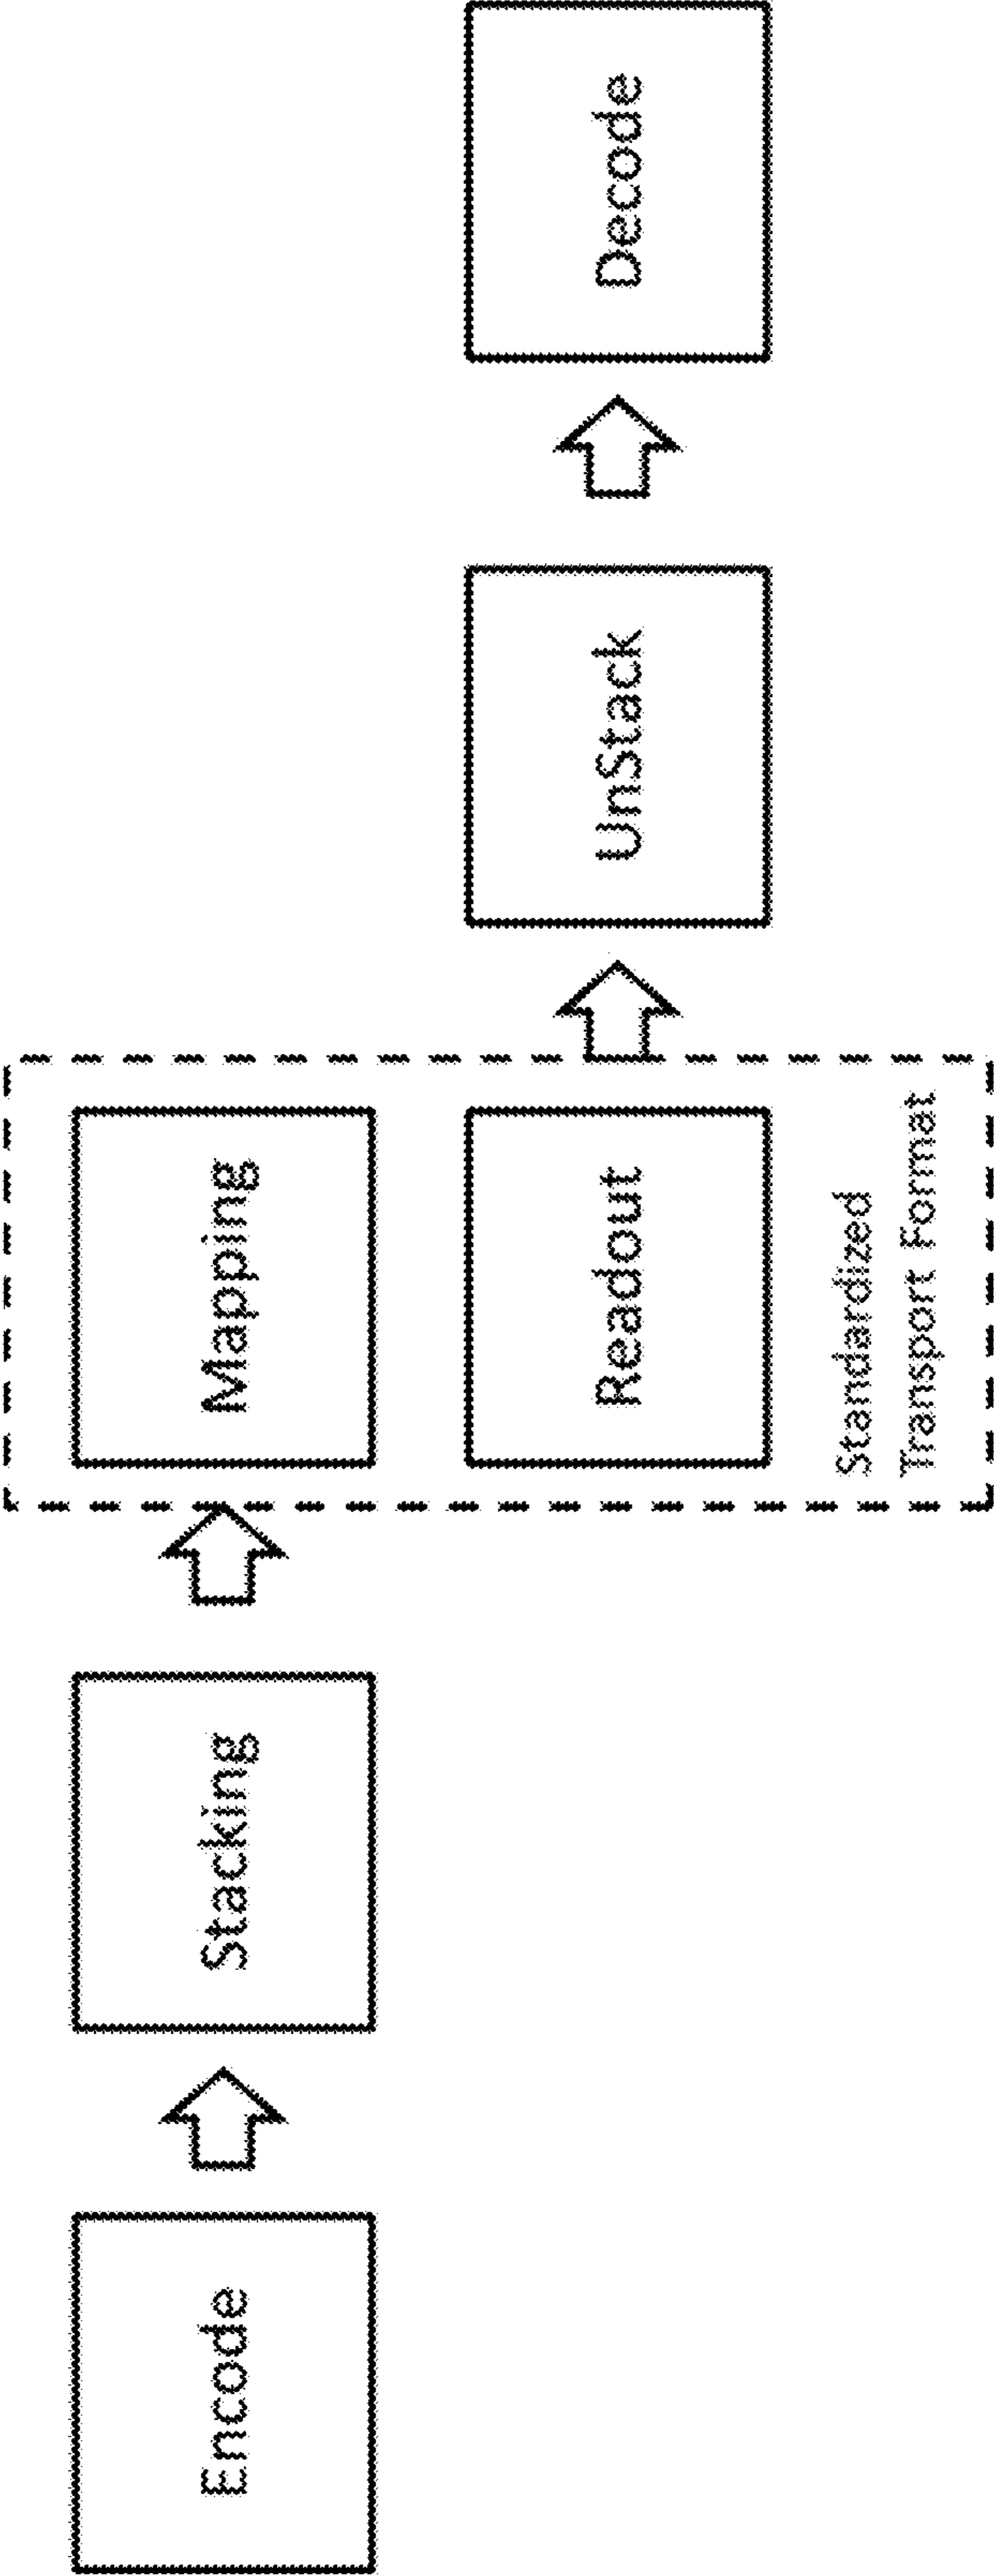 Encode
Stacking
Mapping
Readout
Standardized
Transport Format
UnStack
Decode